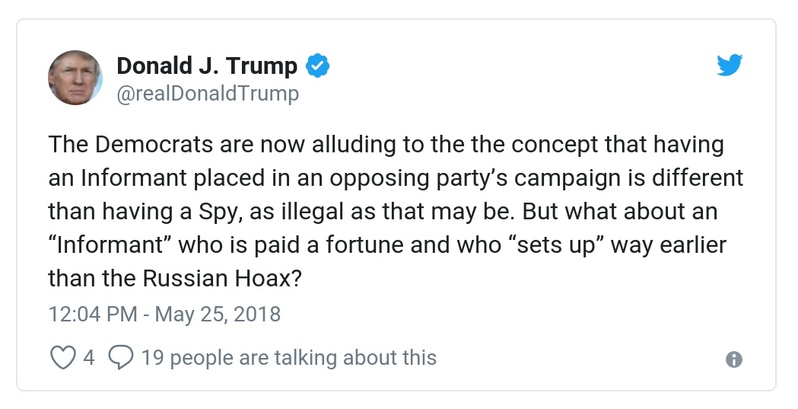 Donald J. Trump
@realDonaldTrump
The Democrats are now alluding to the the concept that having
an Informant placed in an opposing party’s campaign is different
than having a Spy, as illegal as that may be. But what about an
“Informant” who is paid a fortune and who “sets up” way earlier
than the Russian Hoax?
12:04 PM - May 25, 2018
4 19 people are talking about this